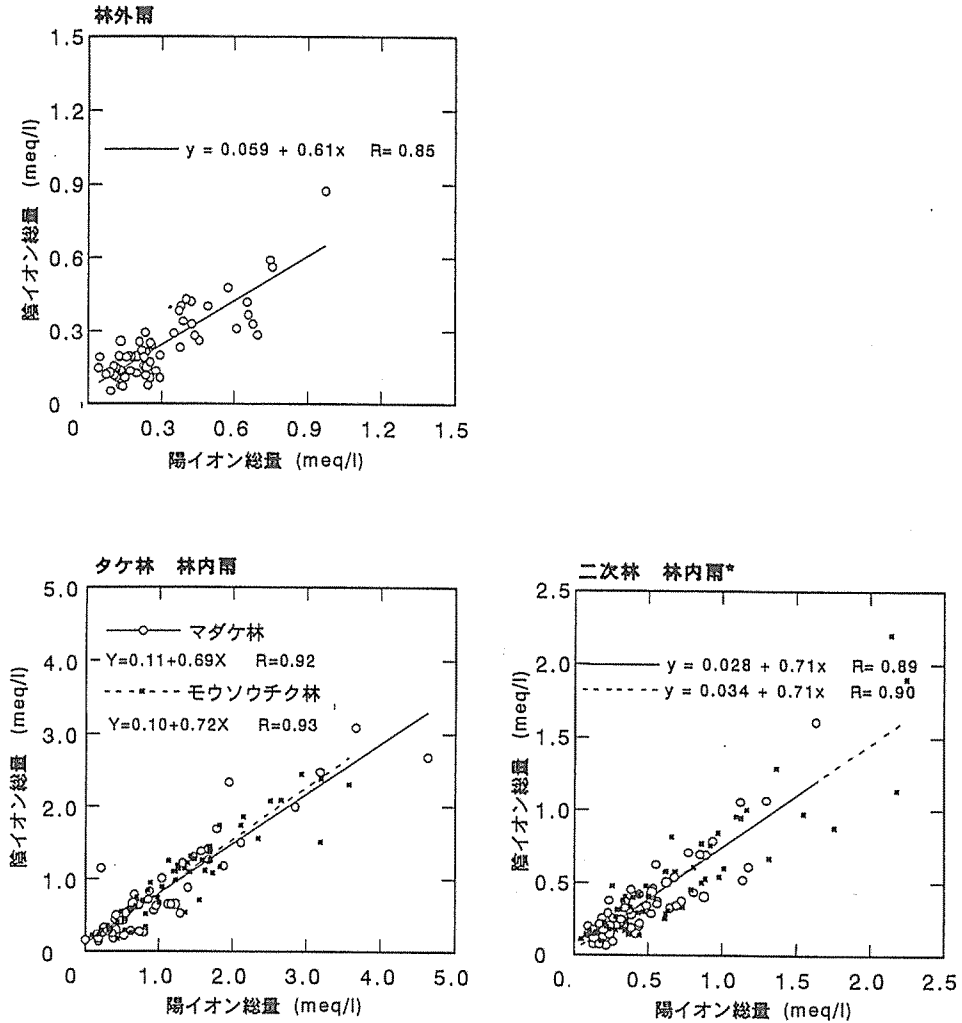 林外雨
1.5
1.2
0.9
0.6
0.3
0
陰イオン総量 (meq/l)
y = 0.059 + 0.61x R= 0.85
0 0.3 0.6 0.9 1.2 1.5
陽イオン総量 (meq/l)
タケ林 林内雨
5.0
4.0
3.0
2.0
1.0
0
陰イオン総量 (meq/l)
マダケ林
Y=0.11+0.69X R=0.92
モウソウチク林
Y=0.10+0.72X R=0.93
0 1.0 2.0 3.0 4.0 5.0
陽イオン総量 (meq/l)
二次林 林内雨*
2.5
2.0
1.5
1.0
0.5
0
陰イオン総量 (meq/l)
y = 0.028 + 0.71x R= 0.89
y = 0.034 + 0.71x R= 0.90
0. 0.5 1.0 1.5 2.0 2.5
陽イオン総量 (meq/l)